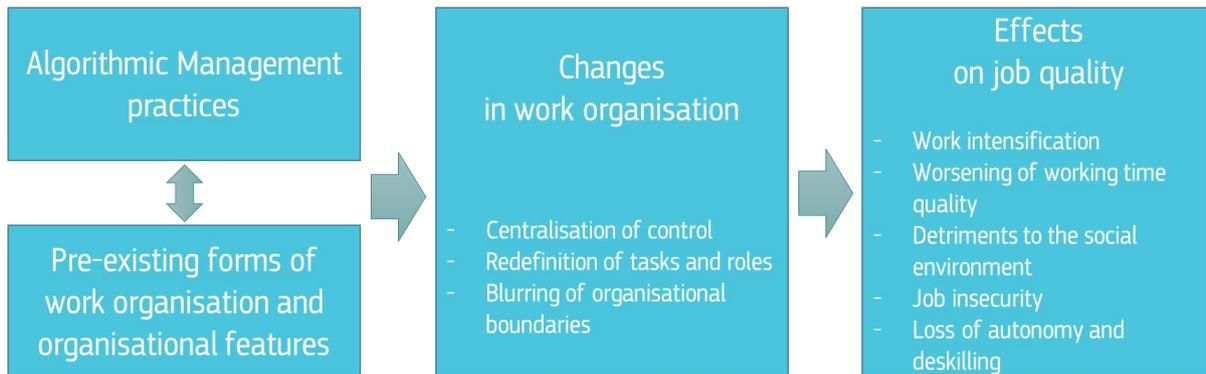 Algorithmic Management
practices
Pre-existing forms of
work organisation and
organisational features
Changes
in work organisation
- Centralisation of control
- Redefinition of tasks and roles
- Blurring of organisational
boundaries
Effects
on job quality
- Work intensification
- Worsening of working time
quality
- Detriments to the social
environment
- Job insecurity
- Loss of autonomy and
deskilling